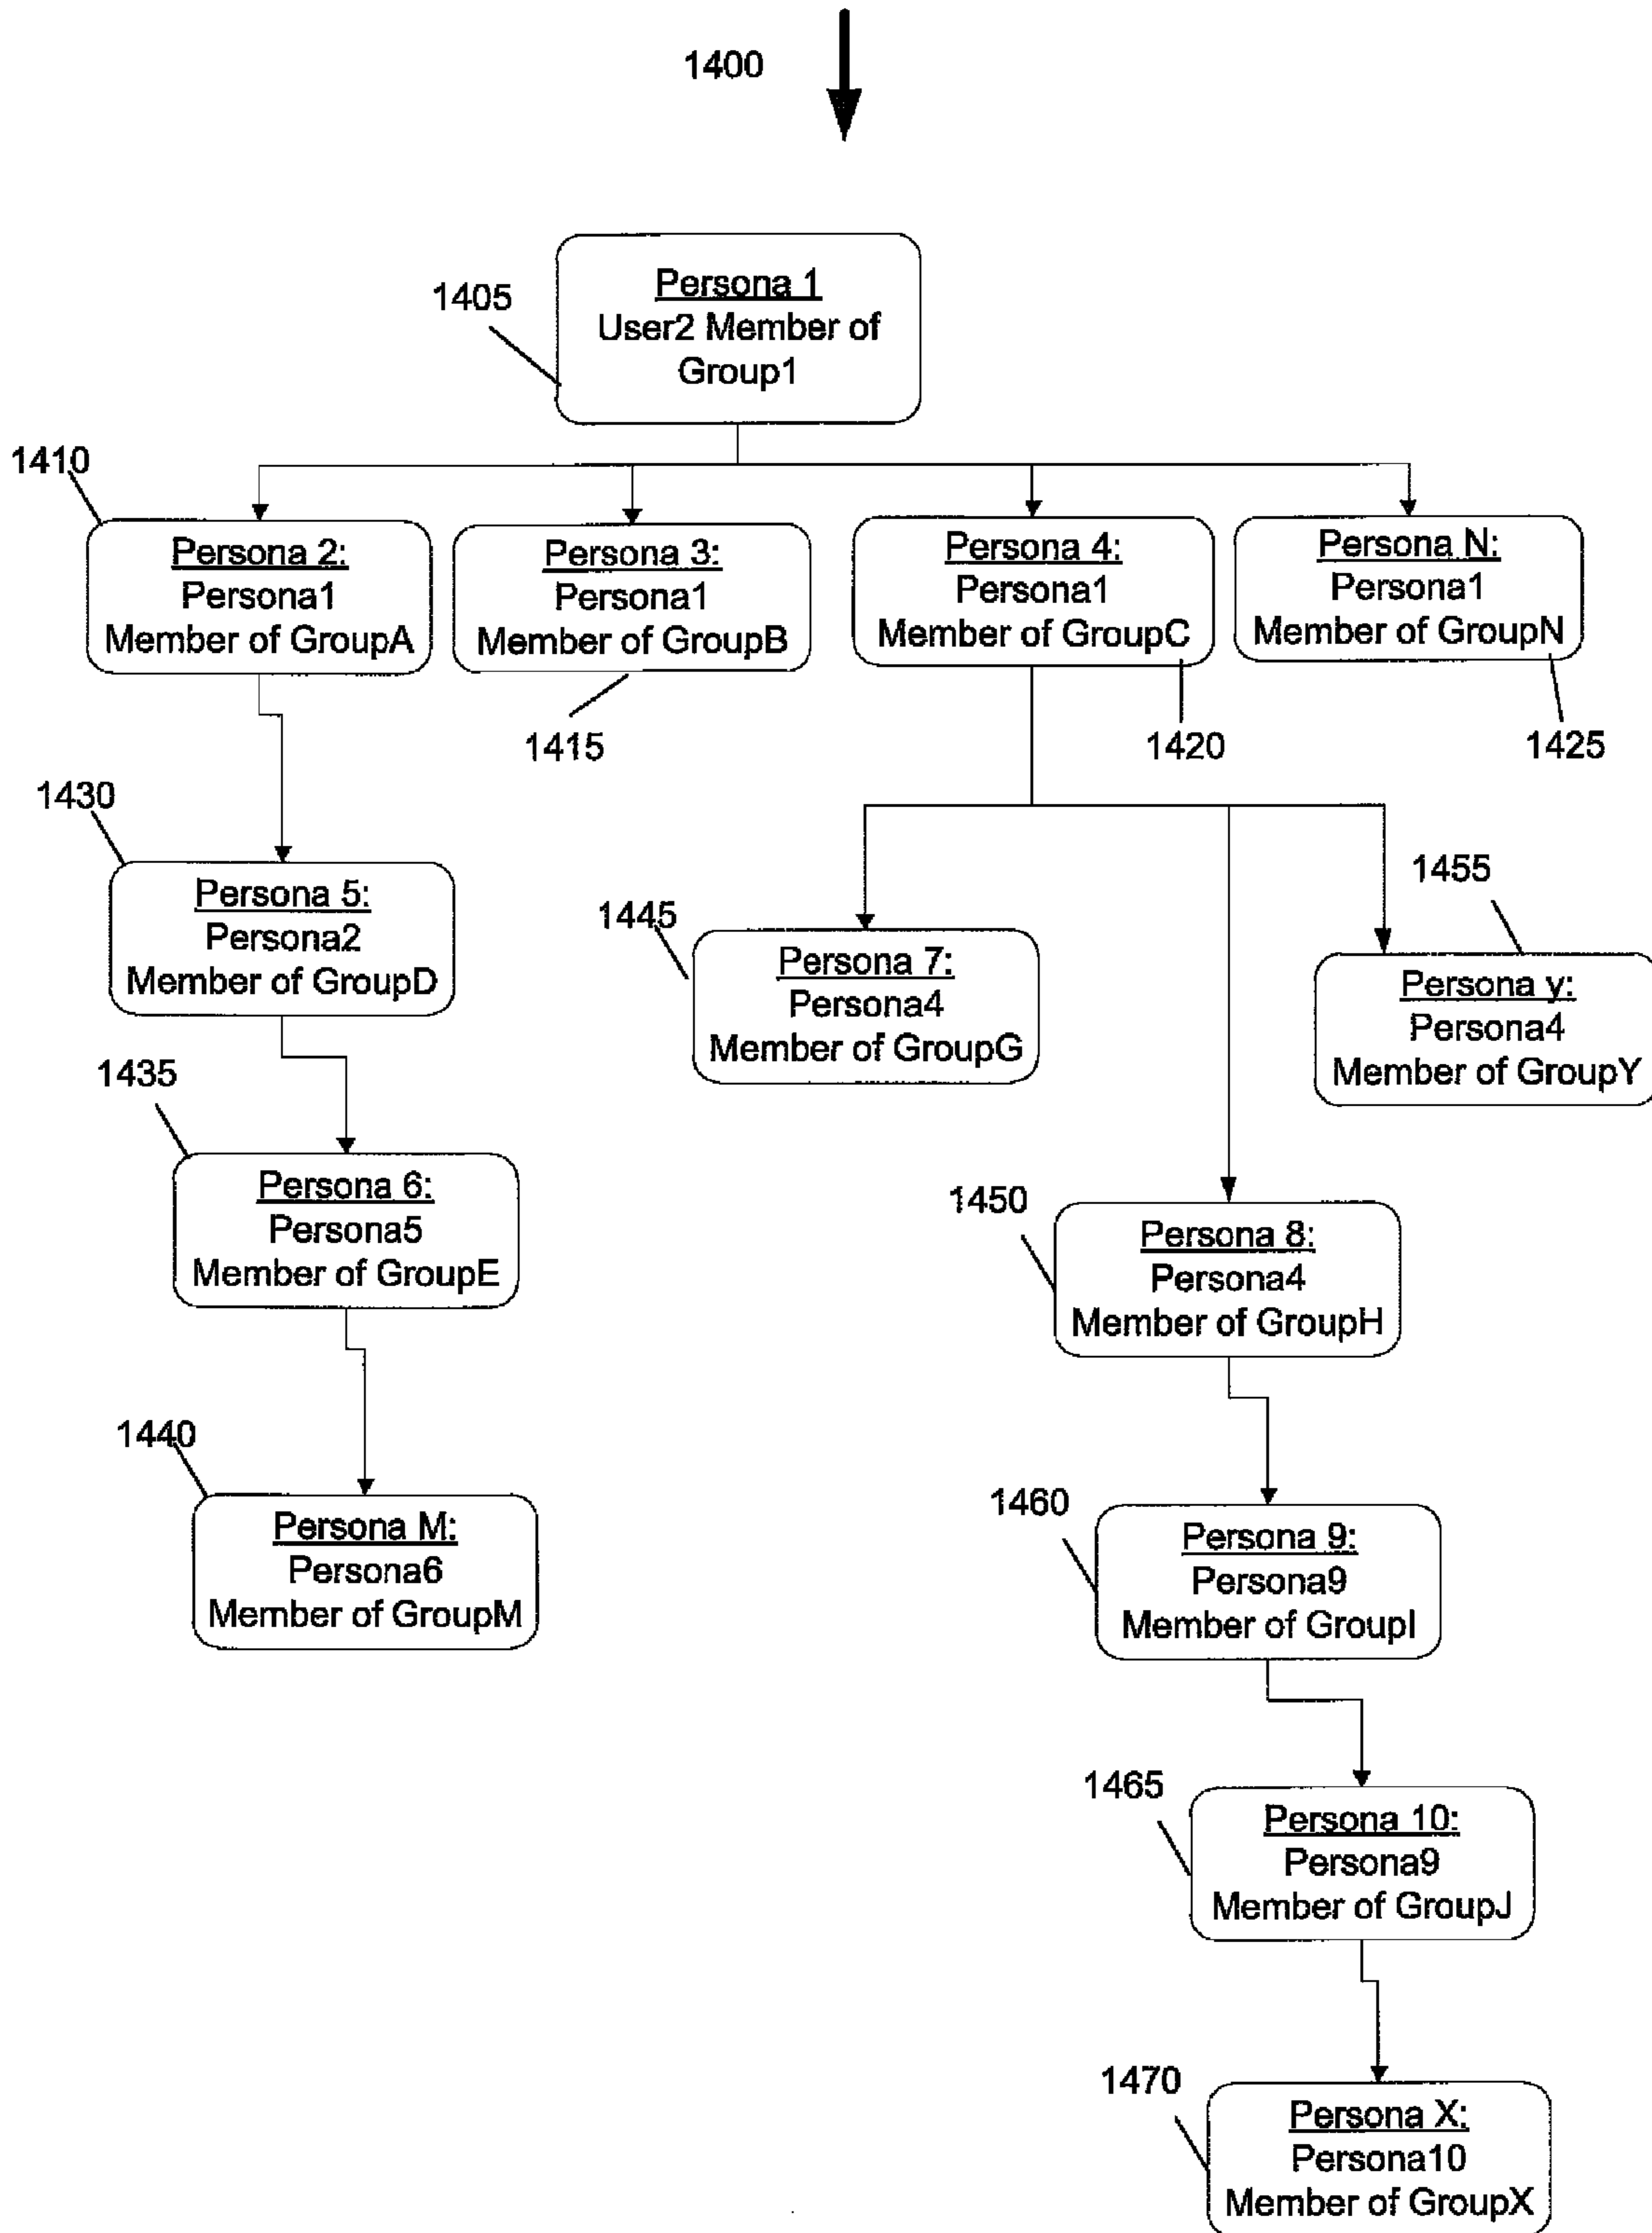 1400
1405
Persona 1
User2 Member of
Group1
1410
Persona 2:
Persona1
Member of GroupA
Persona 3:
Persona1
Member of GroupB
Persona 4:
Persona1
Member of GroupC
Persona N:
Persona1
Member of GroupN
1415
1420
1425
1430
Persona 5:
Persona2
Member of GroupD
1445
Persona 7:
Persona4
Member of GroupG
1455
Persona y:
Persona4
Member of GroupY
1435
Persona 6:
Persona5
Member of GroupE
1450
Persona 8:
Persona4
Member of GroupH
1440
Persona M:
Persona6
Member of GroupM
1460
Persona 9:
Persona9
Member of GroupI
1465
Persona 10:
Persona9
Member of GroupJ
1470
Persona X:
Persona10
Member of GroupX